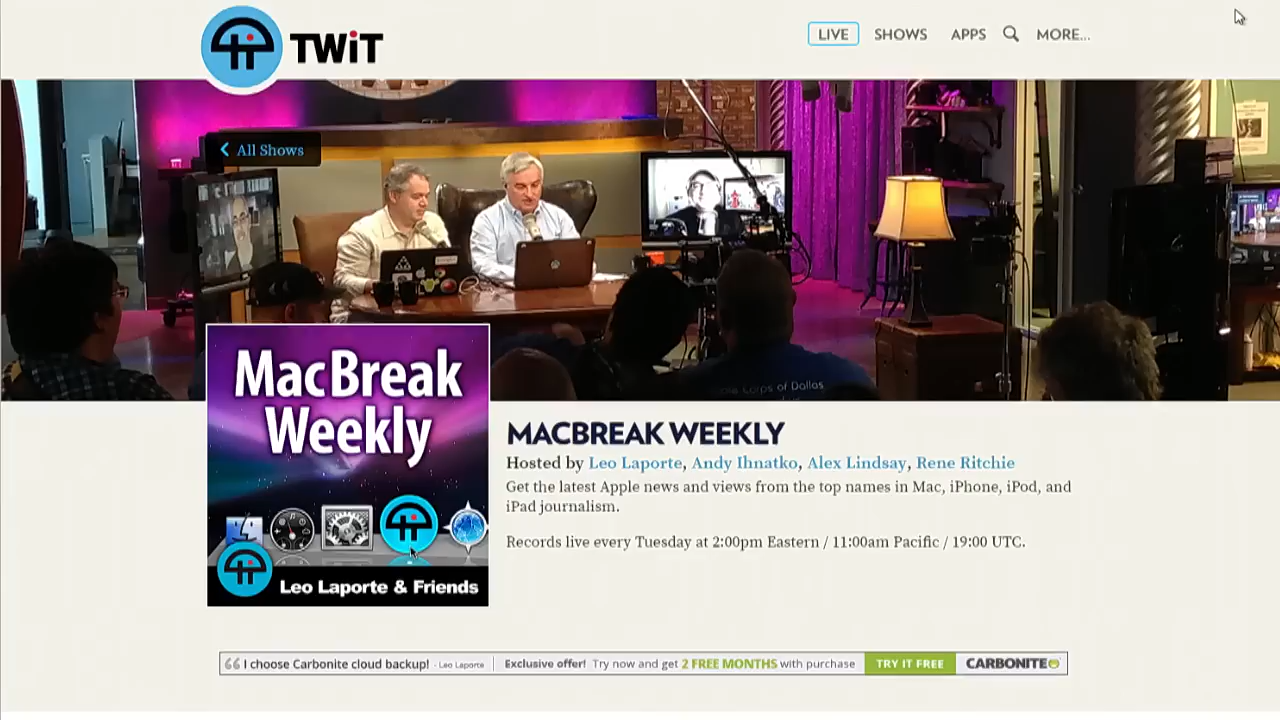 TWiT
LIVE SHOWS APPS MORE...
All Shows
Corps of Dallas
MacBreak
Weekly
Leo Laporte & Friends
MACBREAK WEEKLY
Hosted by Leo Laporte, Andy Ihnatko, Alex Lindsay, Rene Ritchie
Get the latest Apple news and views from the top names in Mac, iPhone, iPod, and
iPad journalism.
Records live every Tuesday at 2:00pm Eastern / 11:00am Pacific / 19:00 UTC.
“ I choose Carbonite cloud backup! - Leo Laporte Exclusive offer! Try now and get 2 FREE MONTHS with purchase TRY IT FREE CARBONITE